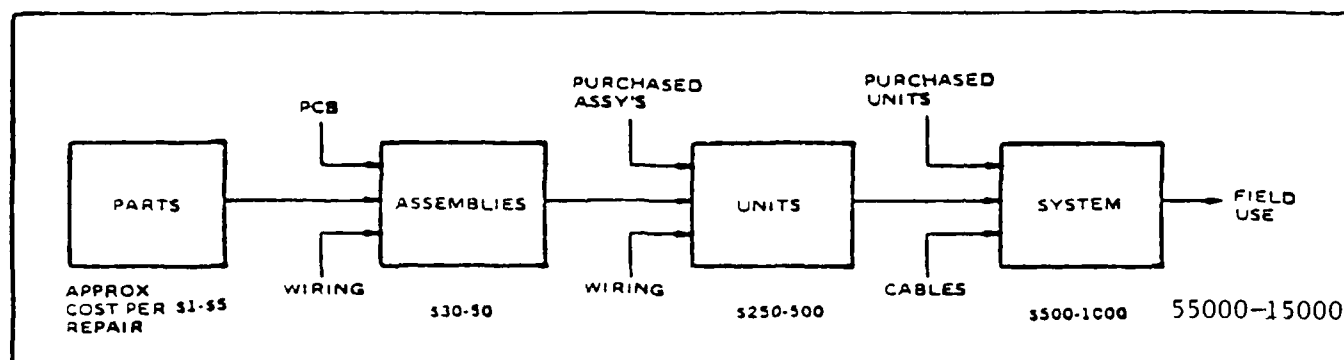 PCB
PURCHASED
ASSY'S
PURCHASED
UNITS
PARTS
ASSEMBLIES
UNITS
SYSTEM
FIELD
USE
WIRING
WIRING
CABLES
APPROX
COST PER $1-$5
REPAIR
$30-50
$250-500
$500-1000
55000-15000